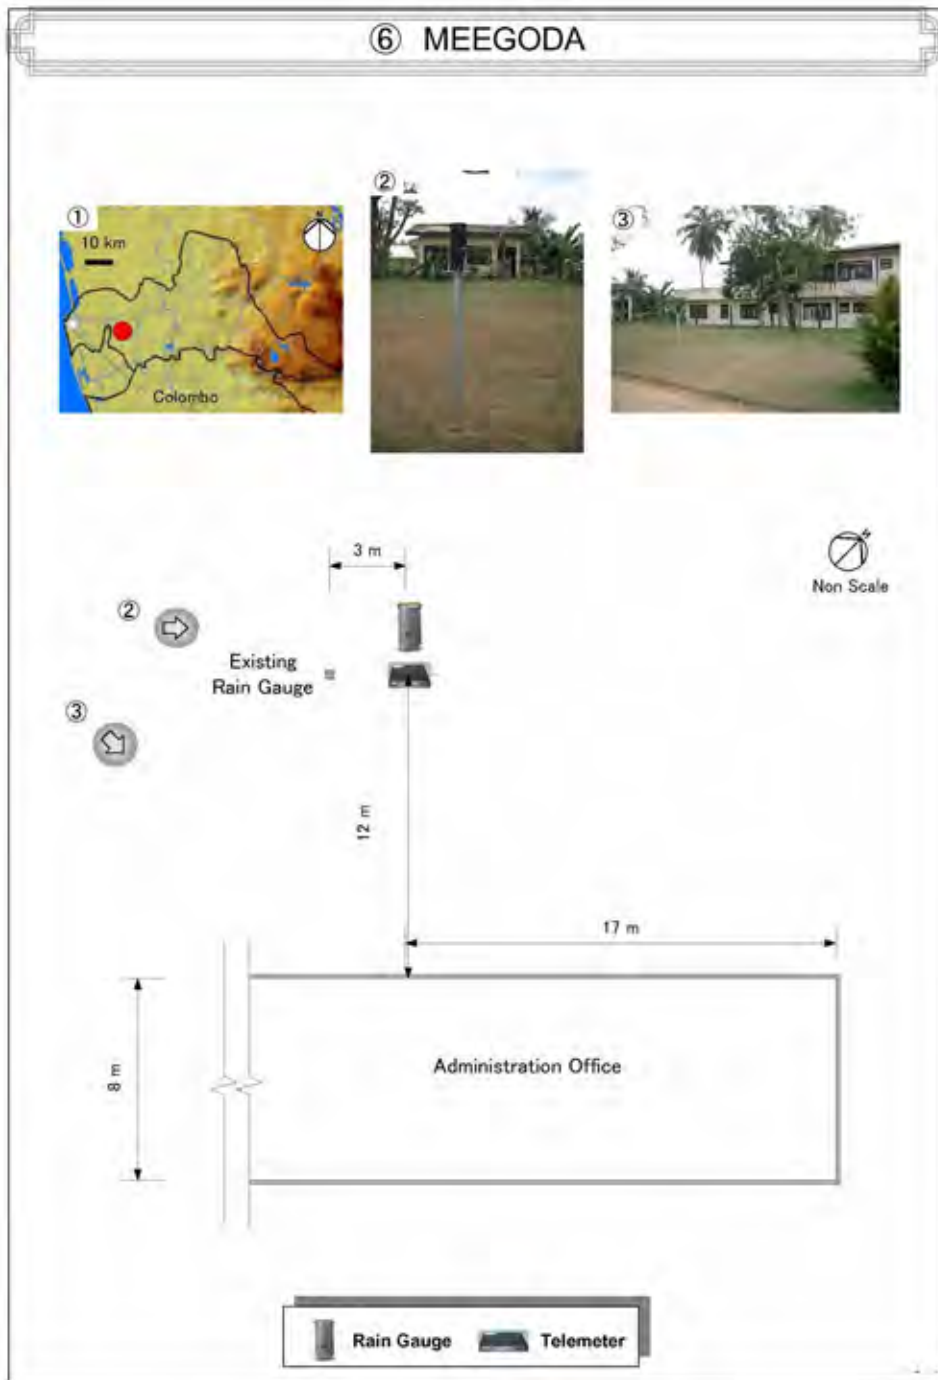 ⑥ MEEGODA
①
10 km
N
Colombo
②
③
3 m
N
Non Scale
②
Existing
Rain Gauge
③
12 m
17 m
8 m
Administration Office
Rain Gauge
Telemeter